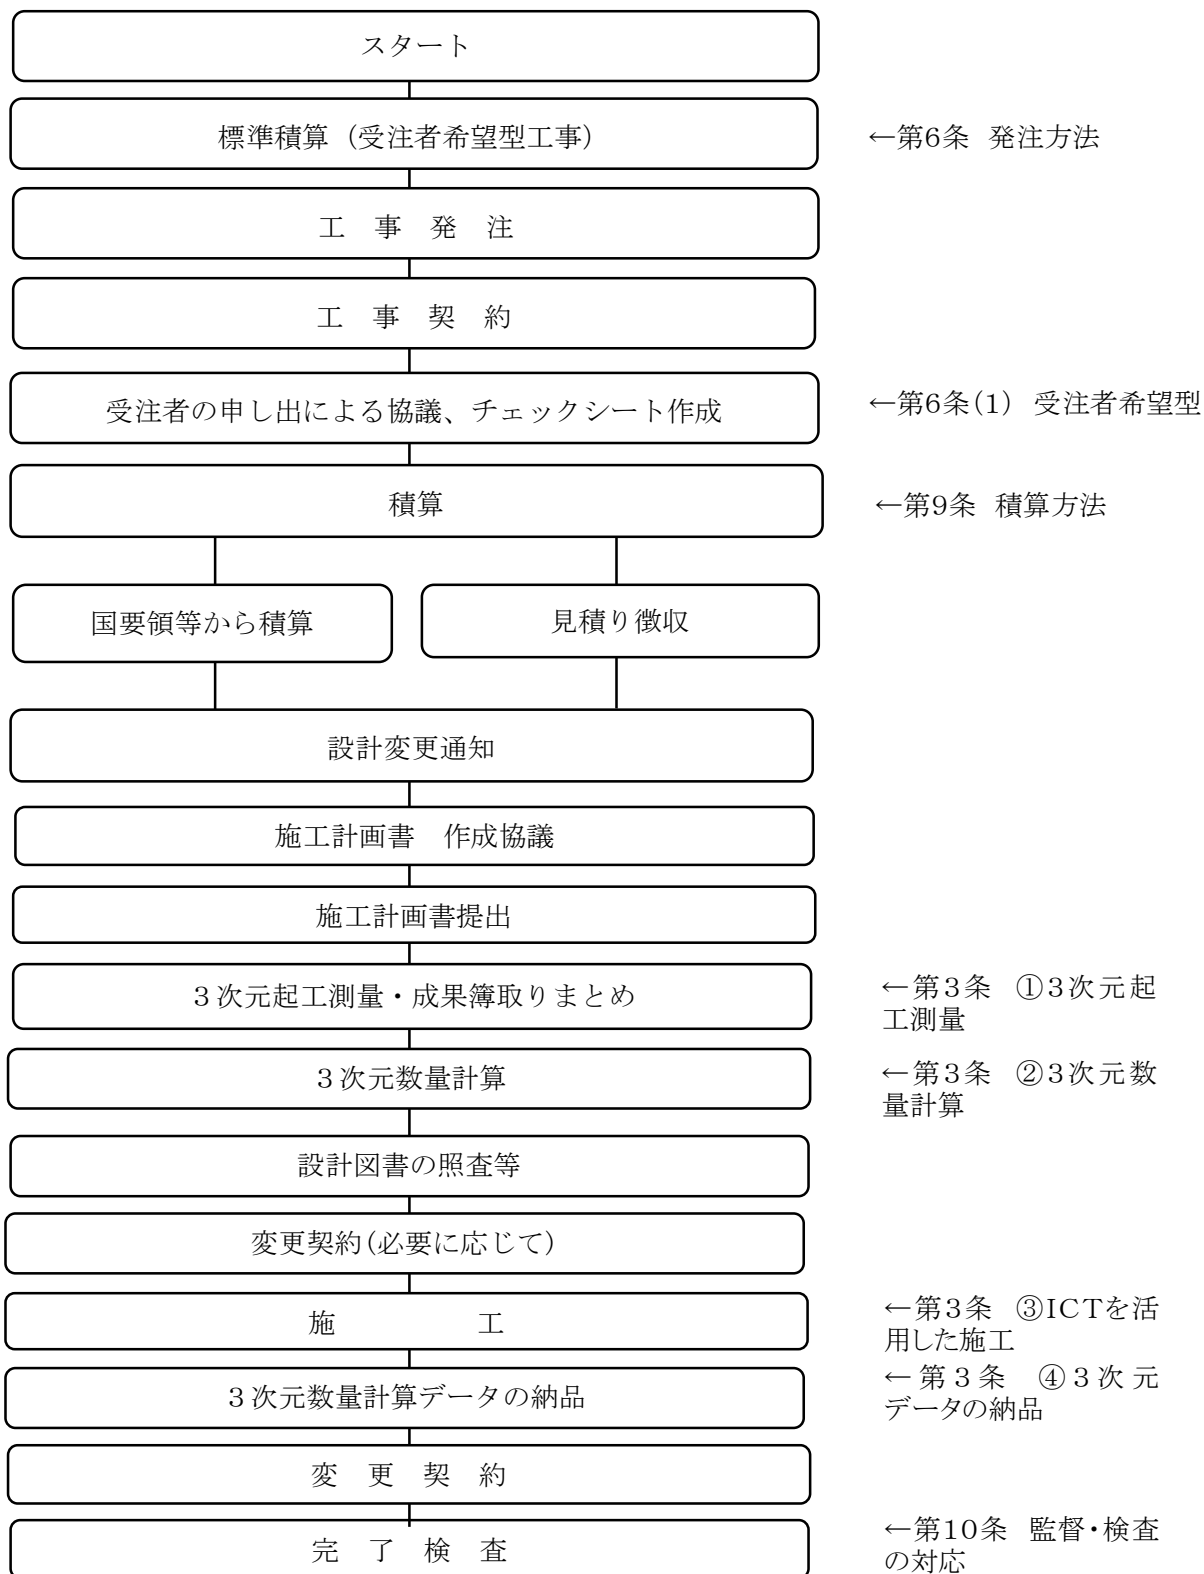 スタート
標準積算（受注者希望型工事）
←第6条 発注方法
工 事 発 注
工 事 契 約
受注者の申し出による協議、チェックシート作成
←第6条(1) 受注者希望型
積算
←第9条 積算方法
国要領等から積算
見積り徴収
設計変更通知
施工計画書　作成協議
施工計画書提出
３次元起工測量・成果簿取りまとめ
←第３条　①３次元起
工測量
３次元数量計算
←第３条　②３次元数
量計算
設計図書の照査等
変更契約(必要に応じて)
施　　　　　工
←第３条　③ICTを活
用した施工
３次元数量計算データの納品
←第３条　④３次元
データの納品
変 更 契 約
完 了 検 査
←第10条 監督・検査
の対応